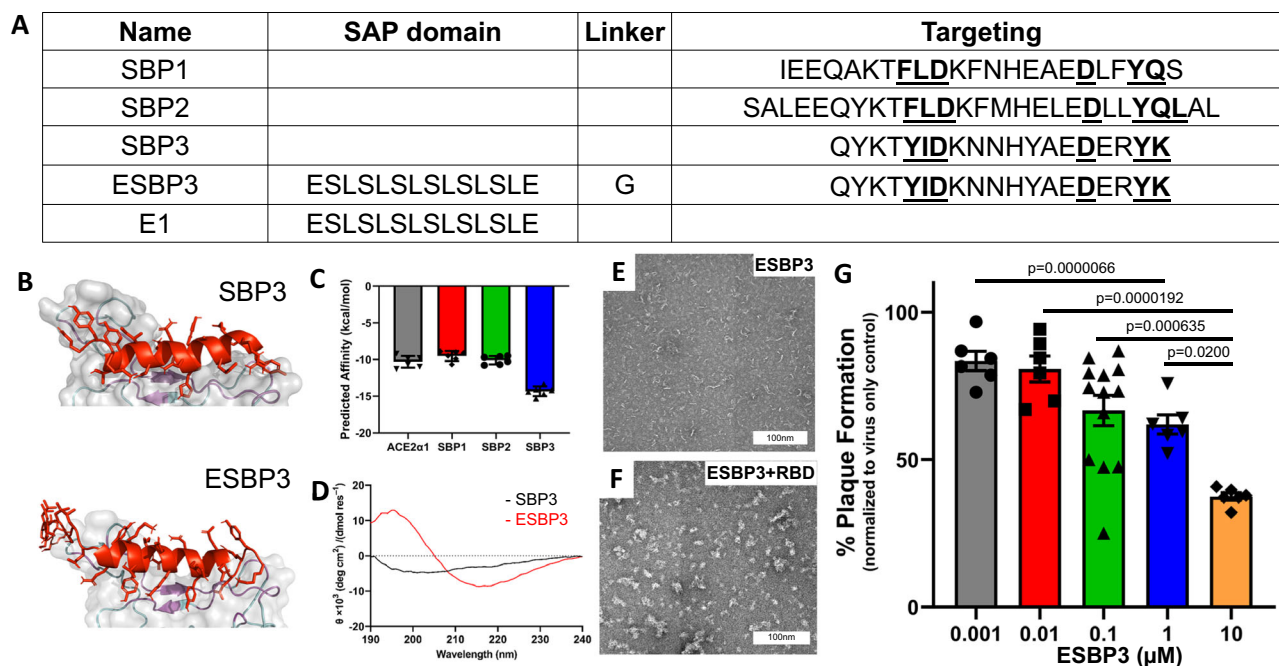 A
Name SAP domain Linker Targeting
SBP1 IEEQAKTFLDKFNHEAEDLFYQS
SBP2 SALEEQYKTFLDKFMHELEDLLYQLAL
SBP3 QYKTYIDKNNHYAEDERYK
ESBP3 ESLSLSLSLSLSLE G QYKTYIDKNNHYAEDERYK
E1 ESLSLSLSLSLSLE
B
SBP3
ESBP3
C
Predicted Affinity (kcal/mol)
0
-5
-10
-15
-20
ACE2α1 SBP1 SBP2 SBP3
D
θ ×10³ (deg cm²) /(dmol res⁻¹)
20
10
0
-10
-20
- SBP3
- ESBP3
190 200 210 220 230 240
Wavelength (nm)
E
ESBP3
100nm
F
ESBP3+RBD
100nm
G
% Plaque Formation
(normalized to virus only control)
100
50
0
p=0.0000066
p=0.0000192
p=0.000635
p=0.0200
0.001 0.01 0.1 1 10
ESBP3 (µM)